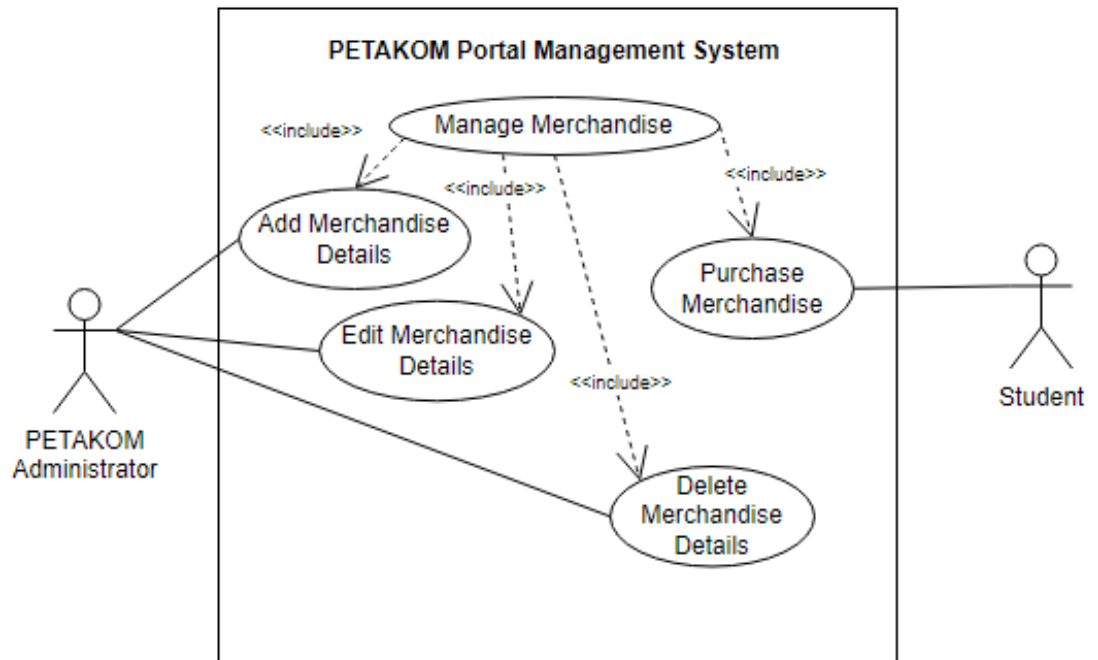 PETAKOM Portal Management System
<<include>>
Manage Merchandise
<<include>>
<<include>>
Add Merchandise
Details
Purchase
Merchandise
Edit Merchandise
Details
<<include>>
Student
PETAKOM
Administrator
Delete
Merchandise
Details